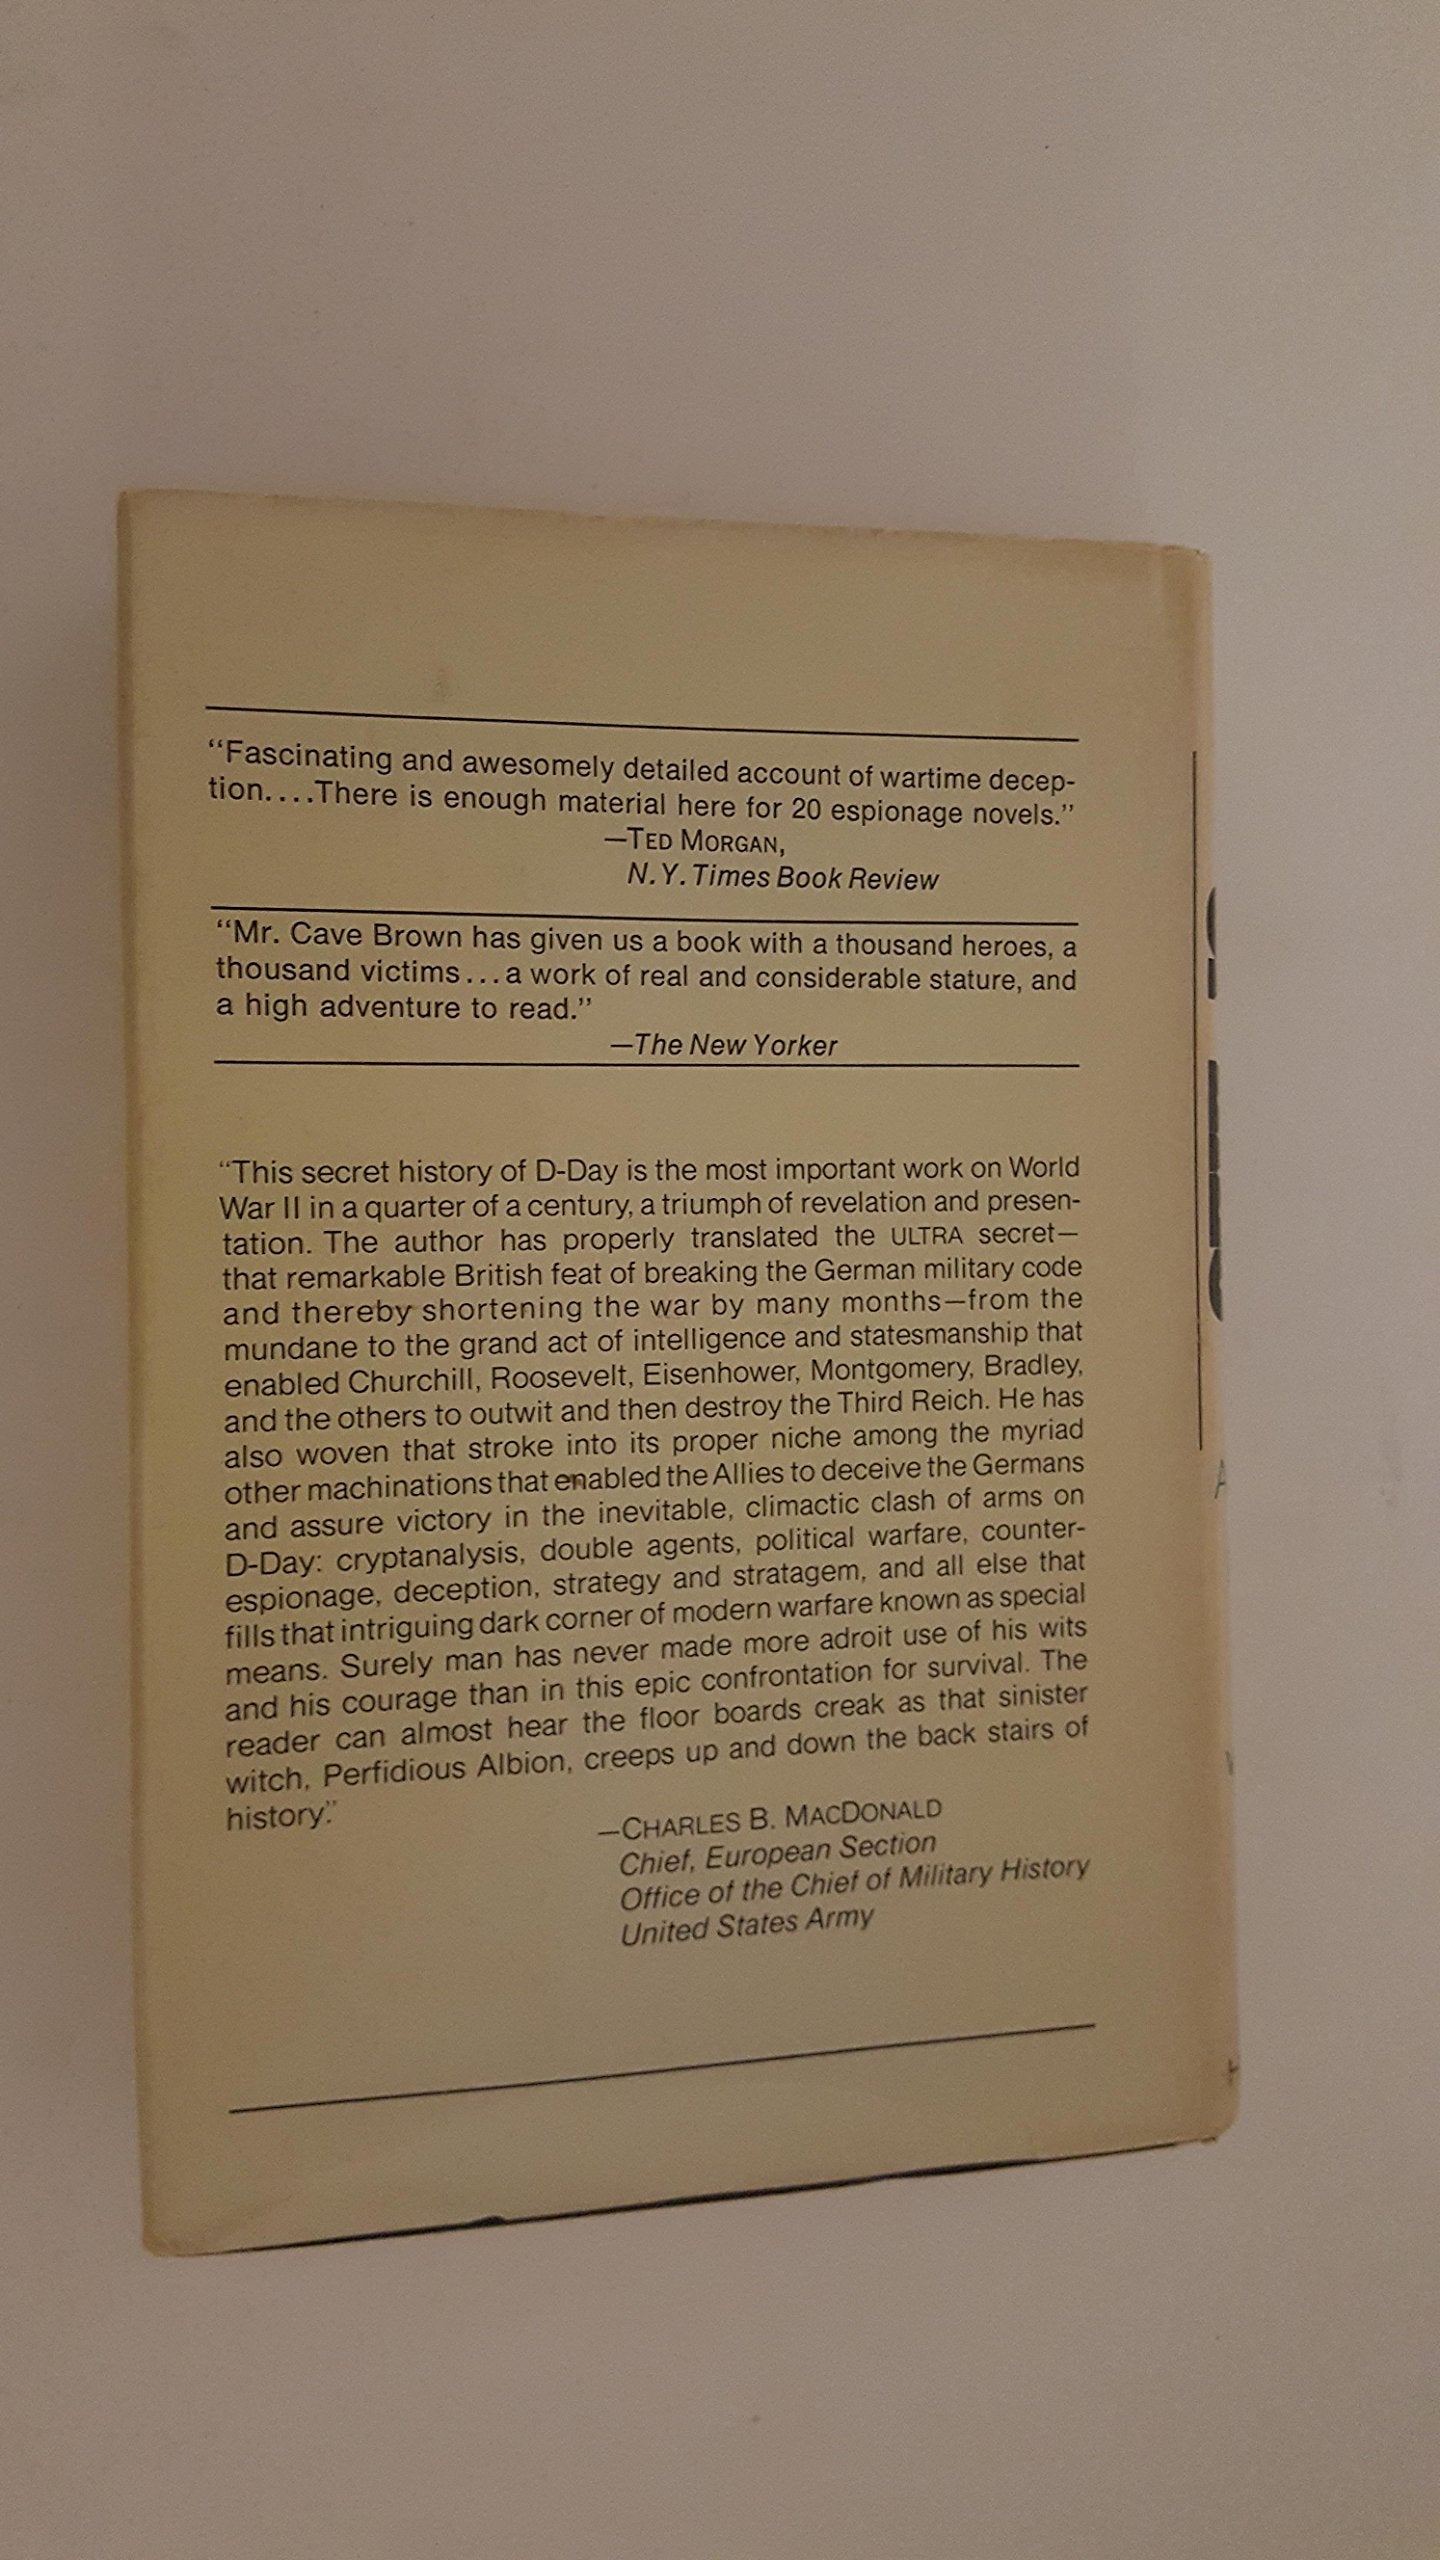 “Fascinating and awesomely detailed account of wartime decep-
tion....There is enough material here for 20 espionage novels.”
—TED MORGAN,
N.Y. Times Book Review
“Mr. Cave Brown has given us a book with a thousand heroes, a
thousand victims...a work of real and considerable stature, and
a high adventure to read.”
—The New Yorker
“This secret history of D-Day is the most important work on World
War II in a quarter of a century, a triumph of revelation and presen-
tation. The author has properly translated the ULTRA secret—
that remarkable British feat of breaking the German military code
and thereby shortening the war by many months—from the
mundane to the grand act of intelligence and statesmanship that
enabled Churchill, Roosevelt, Eisenhower, Montgomery, Bradley,
and the others to outwit and then destroy the Third Reich. He has
also woven that stroke into its proper niche among the myriad
other machinations that enabled the Allies to deceive the Germans
and assure victory in the inevitable, climactic clash of arms on
D-Day: cryptanalysis, double agents, political warfare, counter-
espionage, deception, strategy and stratagem, and all else that
fills that intriguing dark corner of modern warfare known as special
means. Surely man has never made more adroit use of his wits
and his courage than in this epic confrontation for survival. The
reader can almost hear the floor boards creak as that sinister
witch, Perfidious Albion, creeps up and down the back stairs of
history.”
—CHARLES B. MACDONALD
Chief, European Section
Office of the Chief of Military History
United States Army